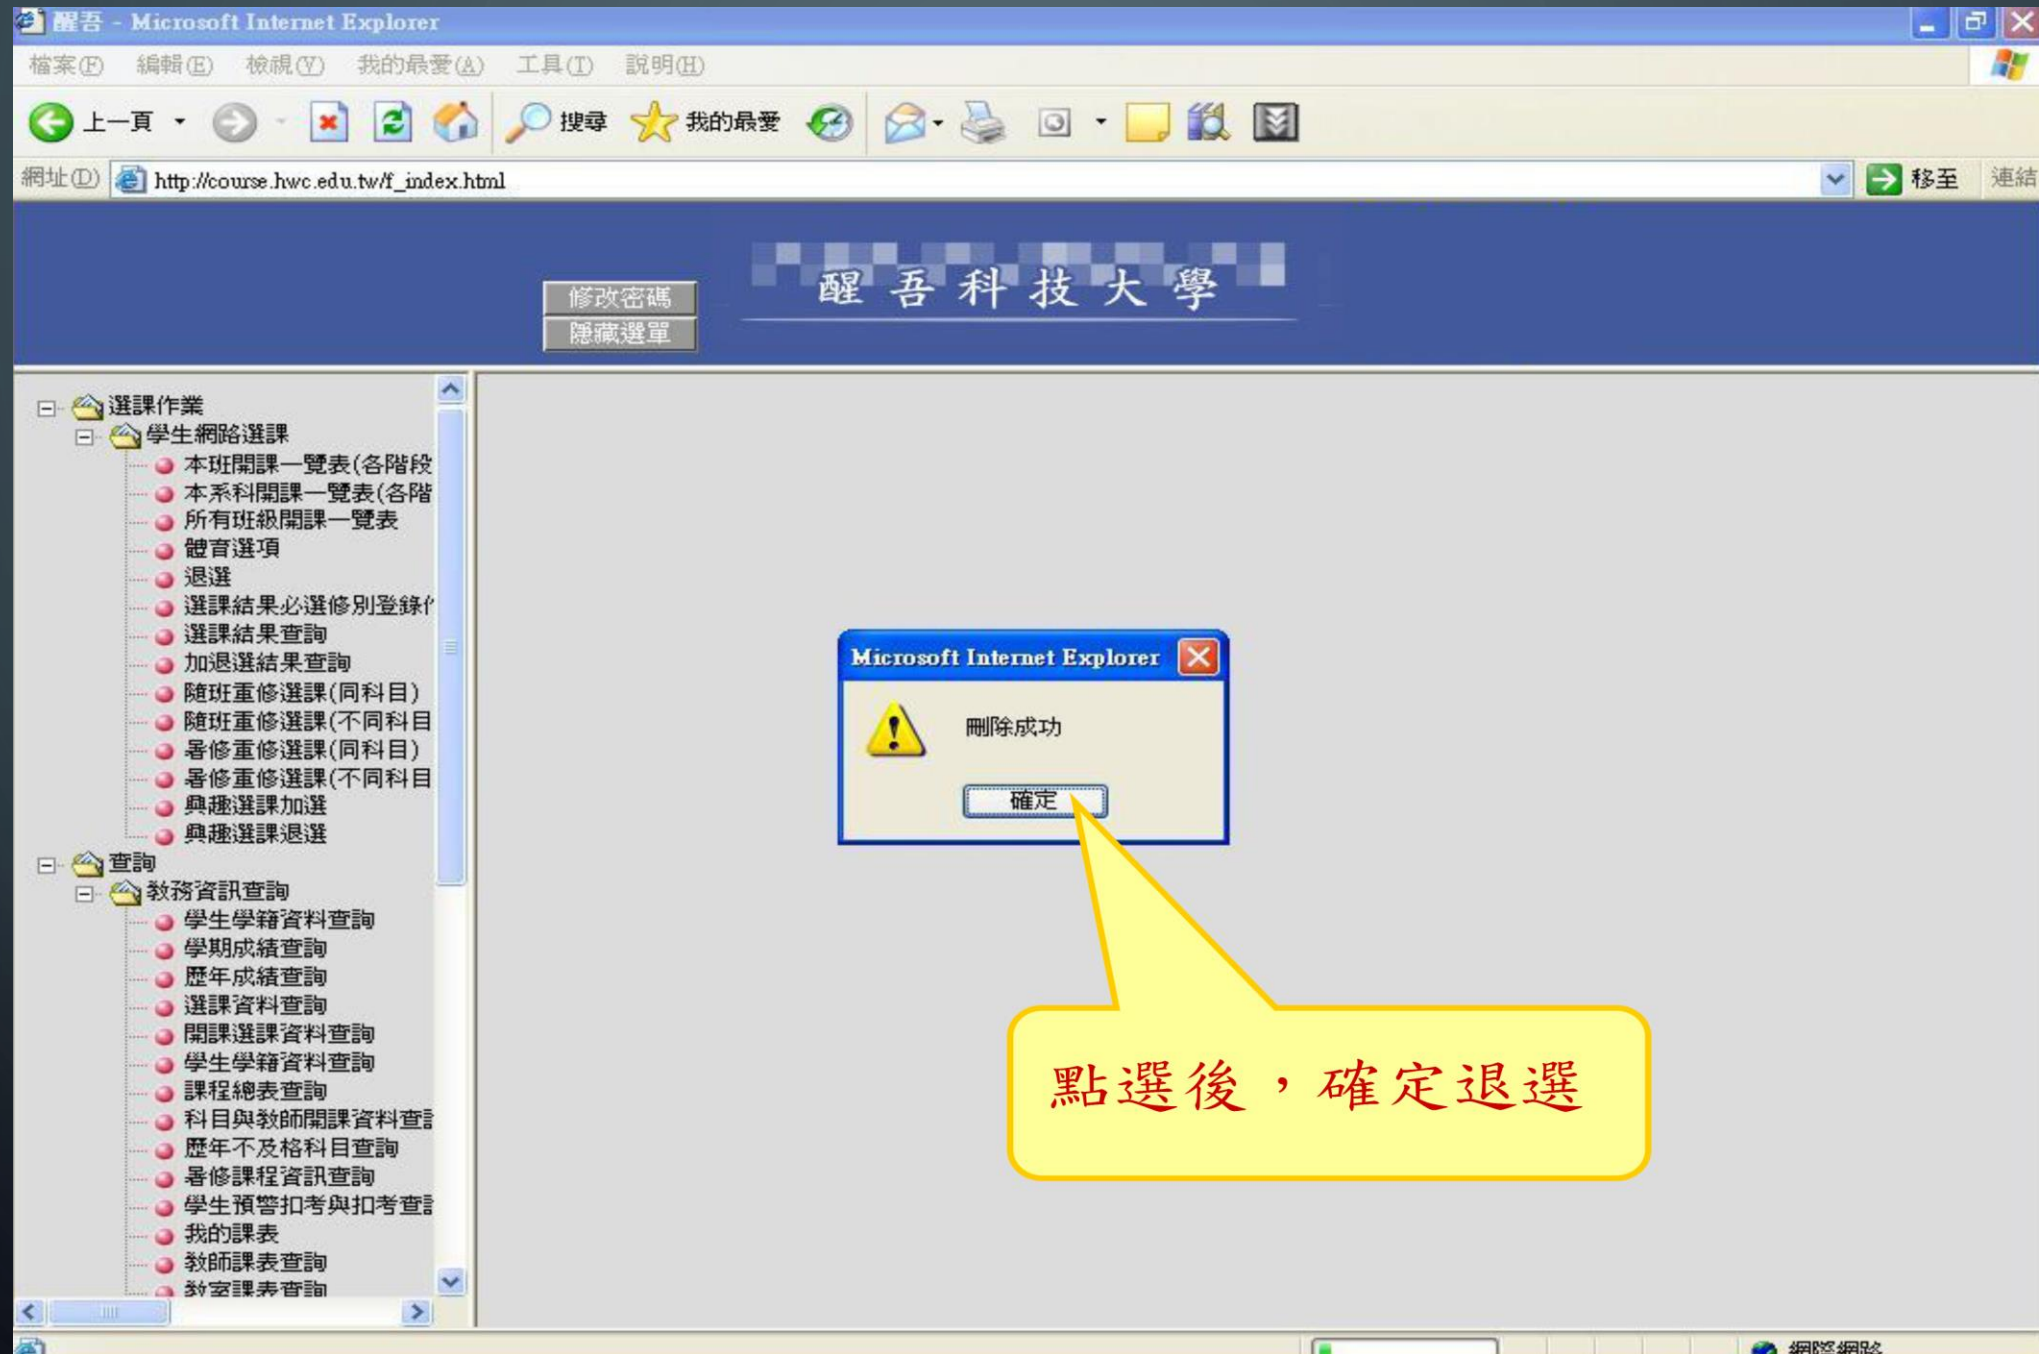 醒吾 - Microsoft Internet Explorer
檔案(F) 編輯(E) 檢視(V) 我的最愛(A) 工具(T) 說明(H)
上一頁 搜尋 我的最愛
網址(D) http://course.hwc.edu.tw/f_index.html 移至 連結
醒吾科技大學
修改密碼
隱藏選單
選課作業
學生網路選課
本班開課一覽表(各階段
本系科開課一覽表(各階
所有班級開課一覽表
體育選項
退選
選課結果必選修別登錄作
選課結果查詢
加退選結果查詢
隨班重修選課(同科目)
隨班重修選課(不同科目
暑修重修選課(同科目)
暑修重修選課(不同科目
興趣選課加選
興趣選課退選
查詢
教務資訊查詢
學生學籍資料查詢
學期成績查詢
歷年成績查詢
選課資料查詢
開課選課資料查詢
學生學籍資料查詢
課程總表查詢
科目與教師開課資料查詢
歷年不及格科目查詢
暑修課程資訊查詢
學生預警扣考與扣考查詢
我的課表
教師課表查詢
教室課表查詢
Microsoft Internet Explorer
刪除成功
確定
點選後，確定退選
網際網路